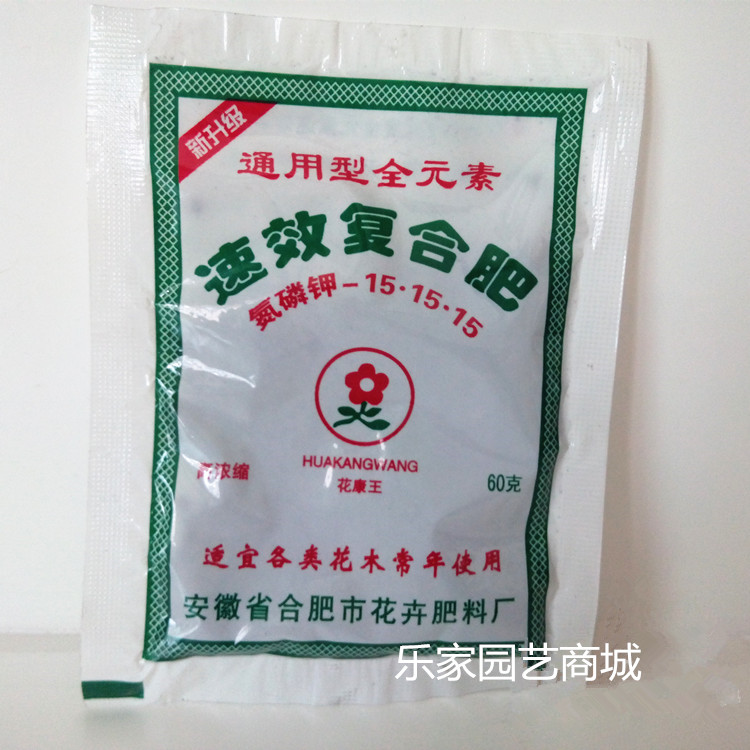 新升级
通用型全元素
速效复合肥
氮磷钾-15·15·15
HUAKANGWANG
花康王
高浓缩
60克
适宜各类花木常年使用
安徽省合肥市花卉肥料厂
乐家园艺商城